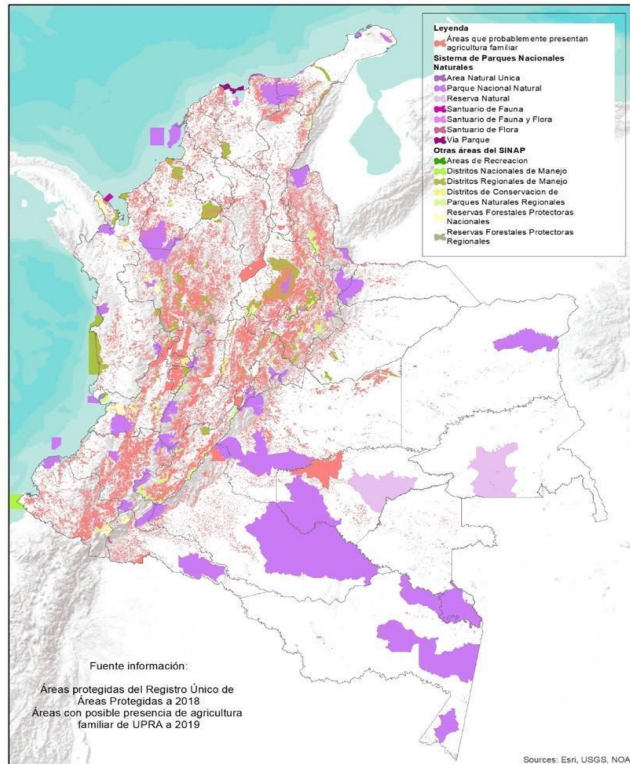 Leyenda
Áreas que probablemente presentan
agricultura familiar
Sistema de Parques Nacionales
Naturales
Area Natural Unica
Parque Nacional Natural
Reserva Natural
Santuario de Fauna
Santuario de Fauna y Flora
Santuario de Flora
Via Parque
Otras áreas del SINAP
Areas de Recreacion
Distritos Nacionales de Manejo
Distritos Regionales de Manejo
Distritos de Conservacion de
Parques Naturales Regionales
Reservas Forestales Protectoras
Nacionales
Reservas Forestales Protectoras
Regionales
Fuente información:
Áreas protegidas del Registro Único de
Áreas Protegidas a 2018
Áreas con posible presencia de agricultura
familiar de UPRA a 2019
Sources: Esri, USGS, NOA